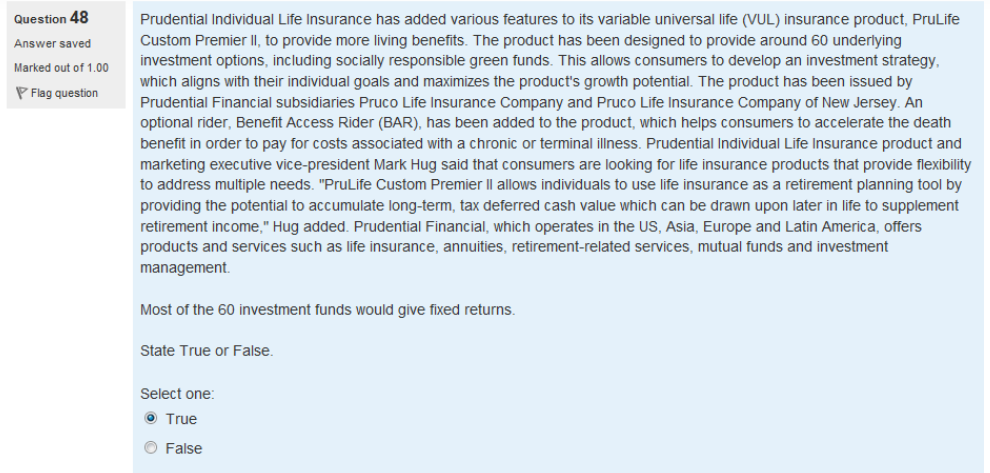 Question 48
Answer saved
Marked out of 1.00
Flag question
Prudential Individual Life Insurance has added various features to its variable universal life (VUL) insurance product, PruLife
Custom Premier II, to provide more living benefits. The product has been designed to provide around 60 underlying
investment options, including socially responsible green funds. This allows consumers to develop an investment strategy,
which aligns with their individual goals and maximizes the product's growth potential. The product has been issued by
Prudential Financial subsidiaries Pruco Life Insurance Company and Pruco Life Insurance Company of New Jersey. An
optional rider, Benefit Access Rider (BAR), has been added to the product, which helps consumers to accelerate the death
benefit in order to pay for costs associated with a chronic or terminal illness. Prudential Individual Life Insurance product and
marketing executive vice-president Mark Hug said that consumers are looking for life insurance products that provide flexibility
to address multiple needs. "PruLife Custom Premier II allows individuals to use life insurance as a retirement planning tool by
providing the potential to accumulate long-term, tax deferred cash value which can be drawn upon later in life to supplement
retirement income," Hug added. Prudential Financial, which operates in the US, Asia, Europe and Latin America, offers
products and services such as life insurance, annuities, retirement-related services, mutual funds and investment
management.
Most of the 60 investment funds would give fixed returns.
State True or False.
Select one:
True
False